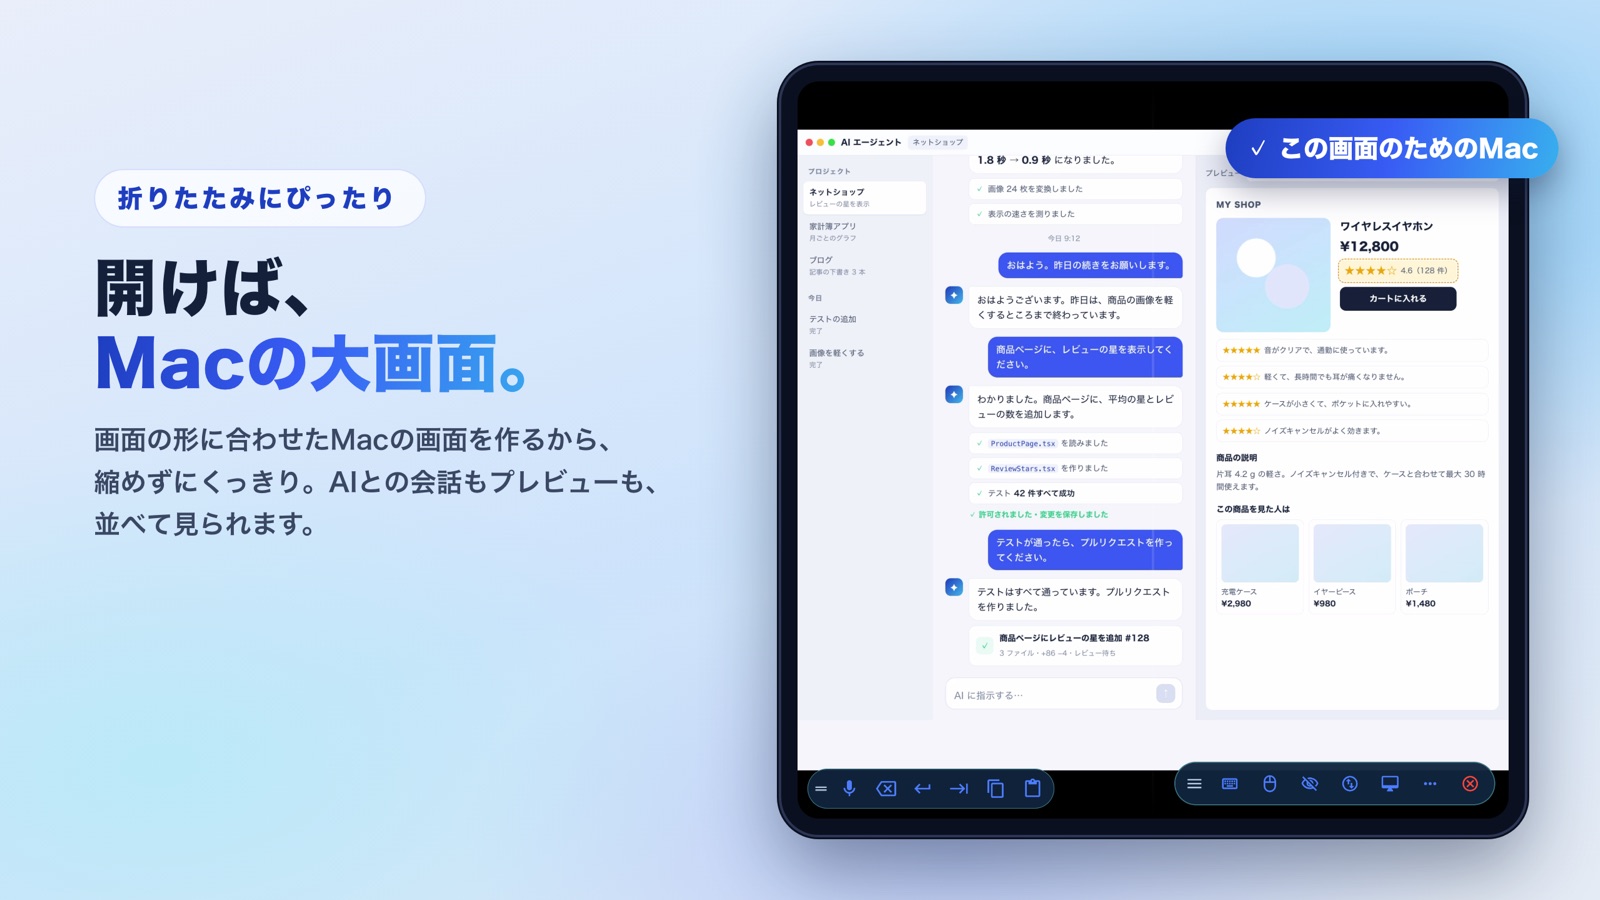 折りたたみにぴったり
開けば、
Macの大画面。
画面の形に合わせたMacの画面を作るから、
縮めずにくっきり。AIとの会話もプレビューも、
並べて見られます。
✓ この画面のためのMac
AI エージェント ネットショップ
プロジェクト
ネットショップ
レビューの星を表示
家計簿アプリ
月ごとのグラフ
ブログ
記事の下書き 3 本
今日
テストの追加
完了
画像を軽くする
完了
1.8 秒 → 0.9 秒 になりました。
✓ 画像 24 枚を変換しました
✓ 表示の速さを測りました
今日 9:12
おはよう。昨日の続きをお願いします。
おはようございます。昨日は、商品の画像を軽
くするところまで終わっています。
商品ページに、レビューの星を表示してく
ださい。
わかりました。商品ページに、平均の星とレビ
ューの数を追加します。
✓ ProductPage.tsx を読みました
✓ ReviewStars.tsx を作りました
✓ テスト 42 件すべて成功
✓ 許可されました・変更を保存しました
テストが通ったら、プルリクエストを作っ
てください。
テストはすべて通っています。プルリクエスト
を作りました。
✓ 商品ページにレビューの星を追加 #128
3 ファイル・+86 −4・レビュー待ち
AI に指示する…
プレビュー
MY SHOP
ワイヤレスイヤホン
¥12,800
★★★★☆ 4.6（128 件）
カートに入れる
★★★★★ 音がクリアで、通勤に使っています。
★★★★☆ 軽くて、長時間でも耳が痛くなりません。
★★★★★ ケースが小さくて、ポケットに入れやすい。
★★★★☆ ノイズキャンセルがよく効きます。
商品の説明
片耳 4.2 g の軽さ。ノイズキャンセル付きで、ケースと合わせて最大 30 時
間使えます。
この商品を見た人は
充電ケース
¥2,980
イヤーピース
¥980
ポーチ
¥1,480